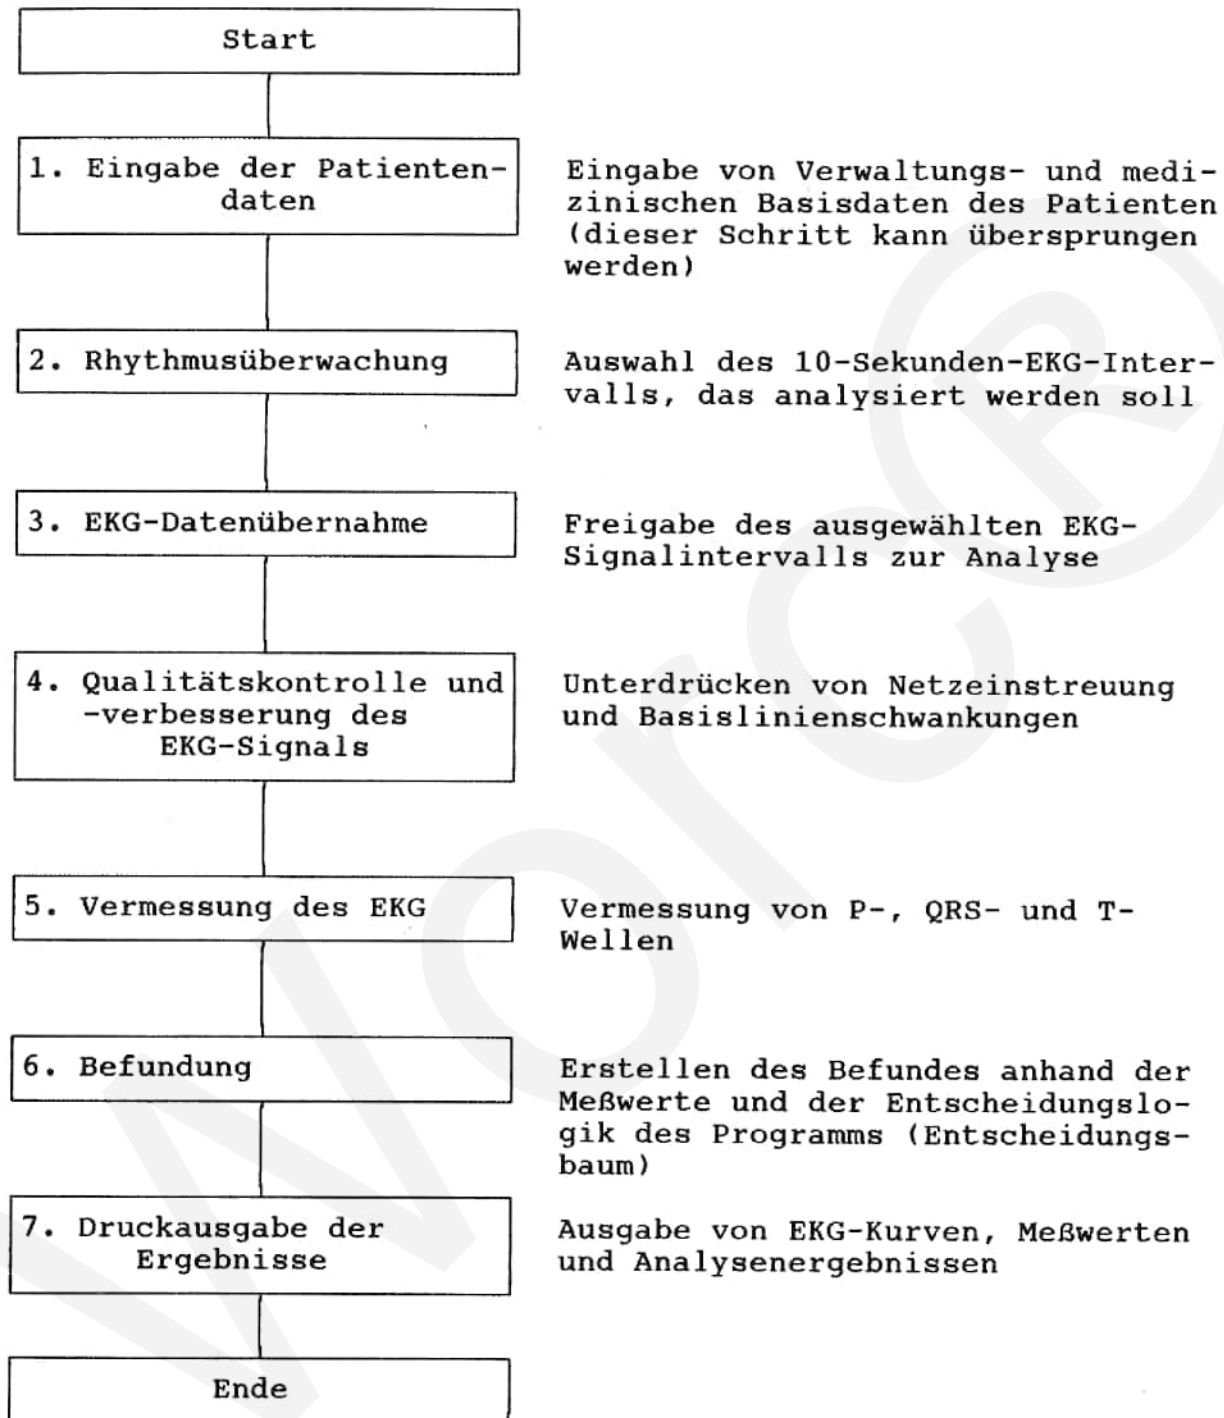 Start
1. Eingabe der Patienten-
daten
Eingabe von Verwaltungs- und medi-
zinischen Basisdaten des Patienten
(dieser Schritt kann übersprungen
werden)
2. Rhythmusüberwachung
Auswahl des 10-Sekunden-EKG-Inter-
valls, das analysiert werden soll
3. EKG-Datenübernahme
Freigabe des ausgewählten EKG-
Signalintervalls zur Analyse
4. Qualitätskontrolle und
-verbesserung des
EKG-Signals
Unterdrücken von Netzeinstreuung
und Basislinienschwankungen
5. Vermessung des EKG
Vermessung von P-, QRS- und T-
Wellen
6. Befundung
Erstellen des Befundes anhand der
Meßwerte und der Entscheidungslo-
gik des Programms (Entscheidungs-
baum)
7. Druckausgabe der
Ergebnisse
Ausgabe von EKG-Kurven, Meßwerten
und Analysenergebnissen
Ende
Worc®